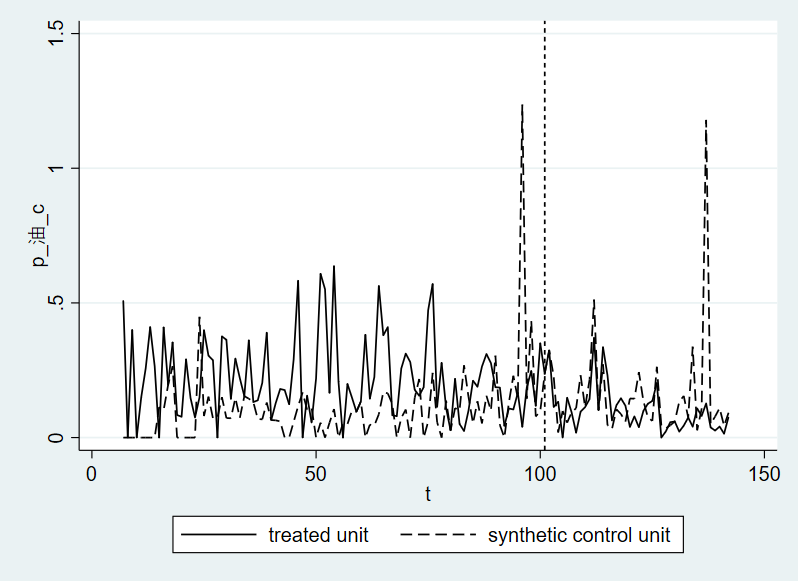 1.5
1
.5
0
p_油_c
0
50
100
150
t
treated unit
synthetic control unit